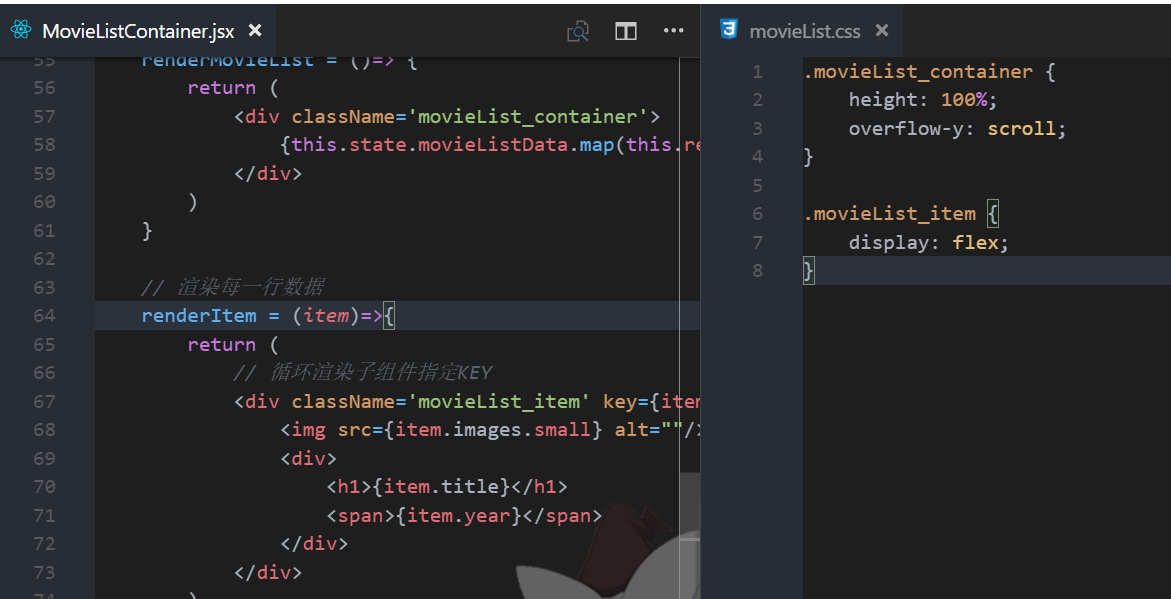 MovieListContainer.jsx ×
55 renderMovieList = ()=> {
56 return (
57 <div className='movieList_container'>
58 {this.state.movieListData.map(this.re
59 </div>
60 )
61 }
62
63 // 渲染每一行数据
64 renderItem = (item)=>{
65 return (
66 // 循环渲染子组件指定KEY
67 <div className='movieList_item' key={item
68 <img src={item.images.small} alt=""/>
69 <div>
70 <h1>{item.title}</h1>
71 <span>{item.year}</span>
72 </div>
73 </div>
74 )
movieList.css ×
1 .movieList_container {
2 height: 100%;
3 overflow-y: scroll;
4 }
5
6 .movieList_item {
7 display: flex;
8 }